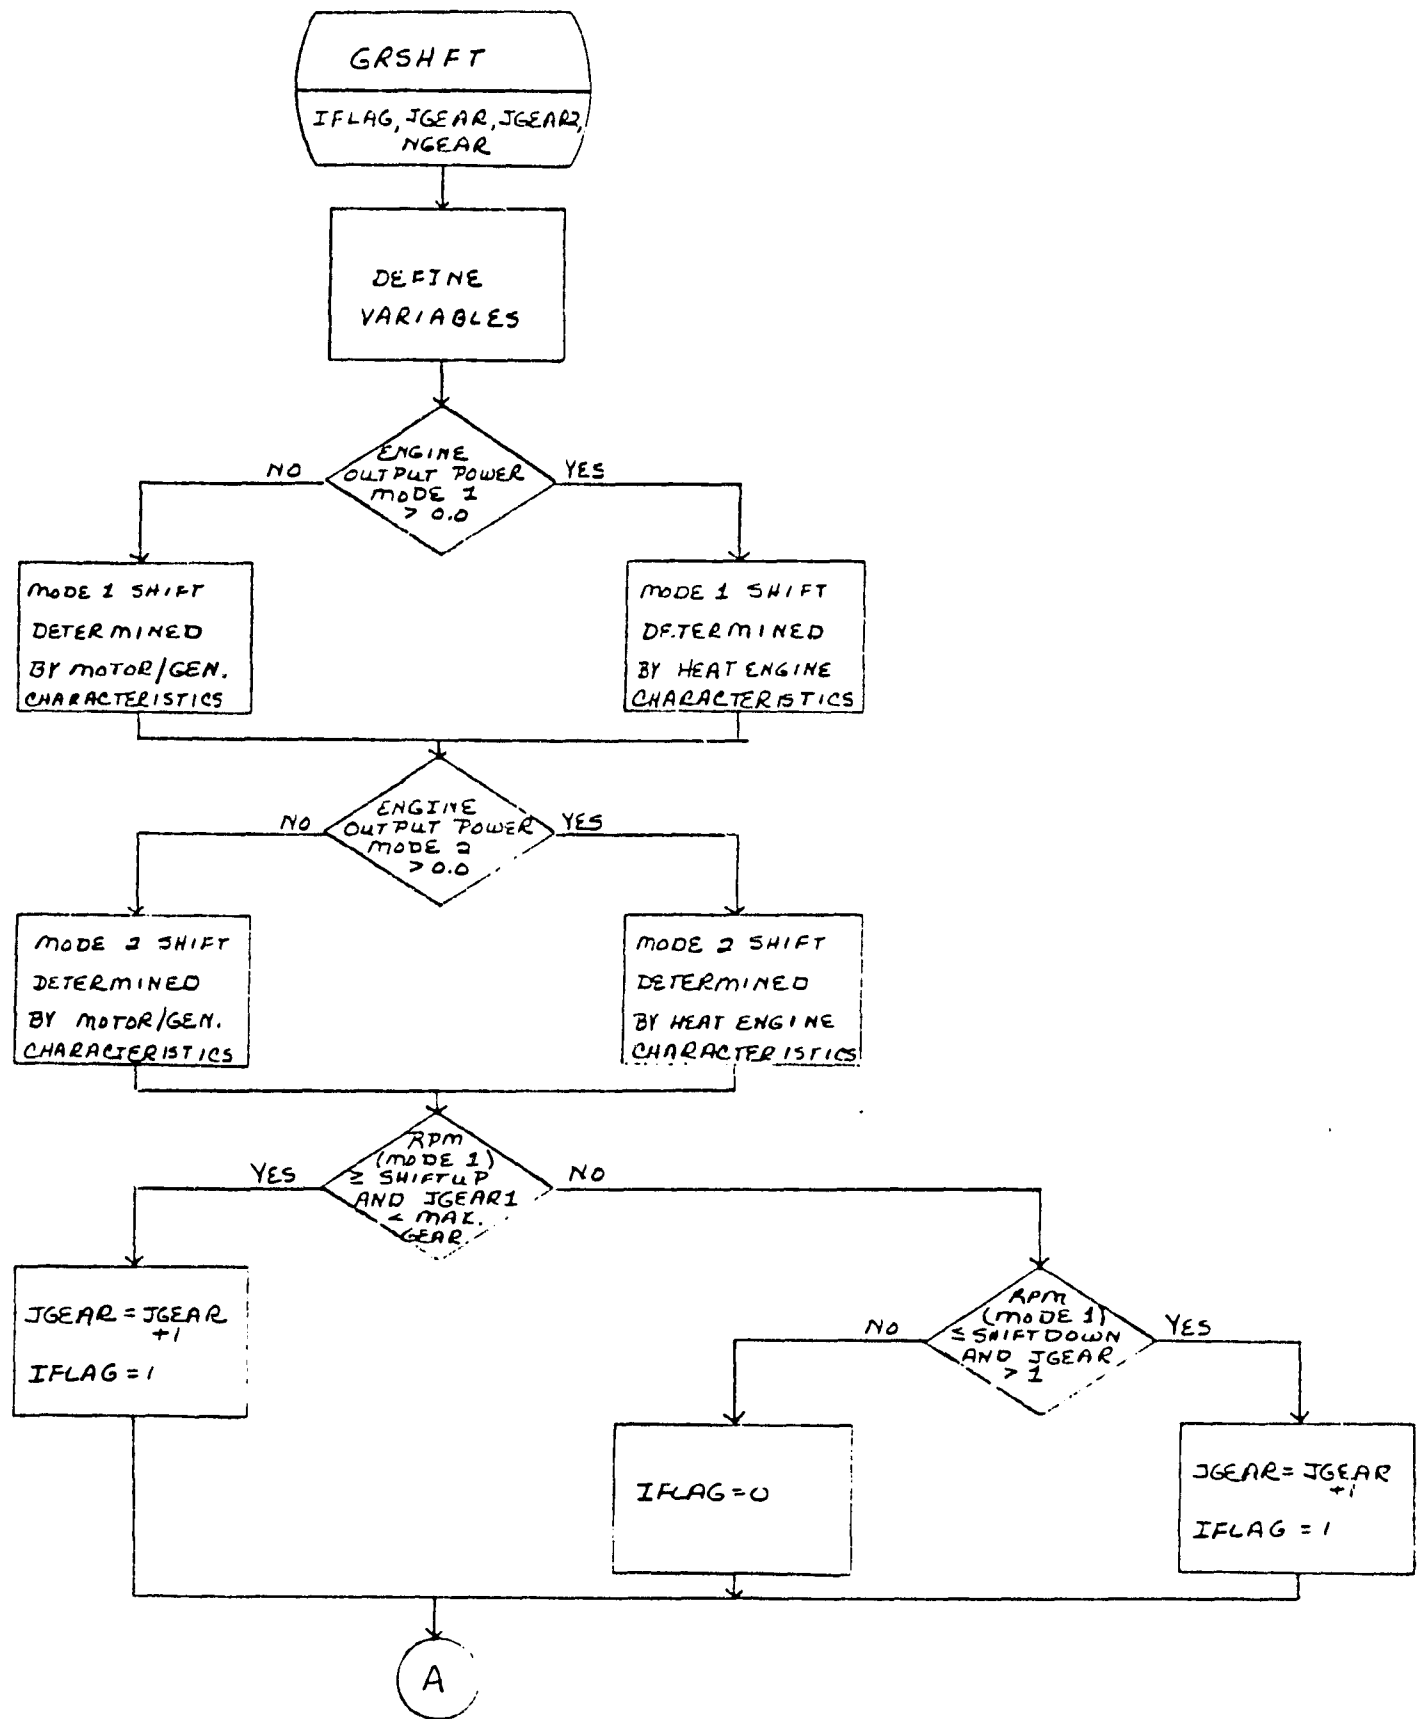 GRSHFT
IFLAG, JGEAR, JGEAR2,
NGEAR
DEFINE
VARIABLES
ENGINE
OUTPUT POWER
MODE 1
> 0.0
NO
YES
MODE 1 SHIFT
DETERMINED
BY MOTOR/GEN.
CHARACTERISTICS
MODE 1 SHIFT
DETERMINED
BY HEAT ENGINE
CHARACTERISTICS
ENGINE
OUTPUT POWER
MODE 2
> 0.0
NO
YES
MODE 2 SHIFT
DETERMINED
BY MOTOR/GEN.
CHARACTERISTICS
MODE 2 SHIFT
DETERMINED
BY HEAT ENGINE
CHARACTERISTICS
RPM
(MODE 1)
≥ SHIFTUP
AND JGEAR1
< MAX.
GEAR
YES
NO
JGEAR = JGEAR
+1
IFLAG = 1
RPM
(MODE 1)
≤ SHIFTDOWN
AND JGEAR
> 1
NO
YES
IFLAG = 0
JGEAR = JGEAR
+1
IFLAG = 1
A